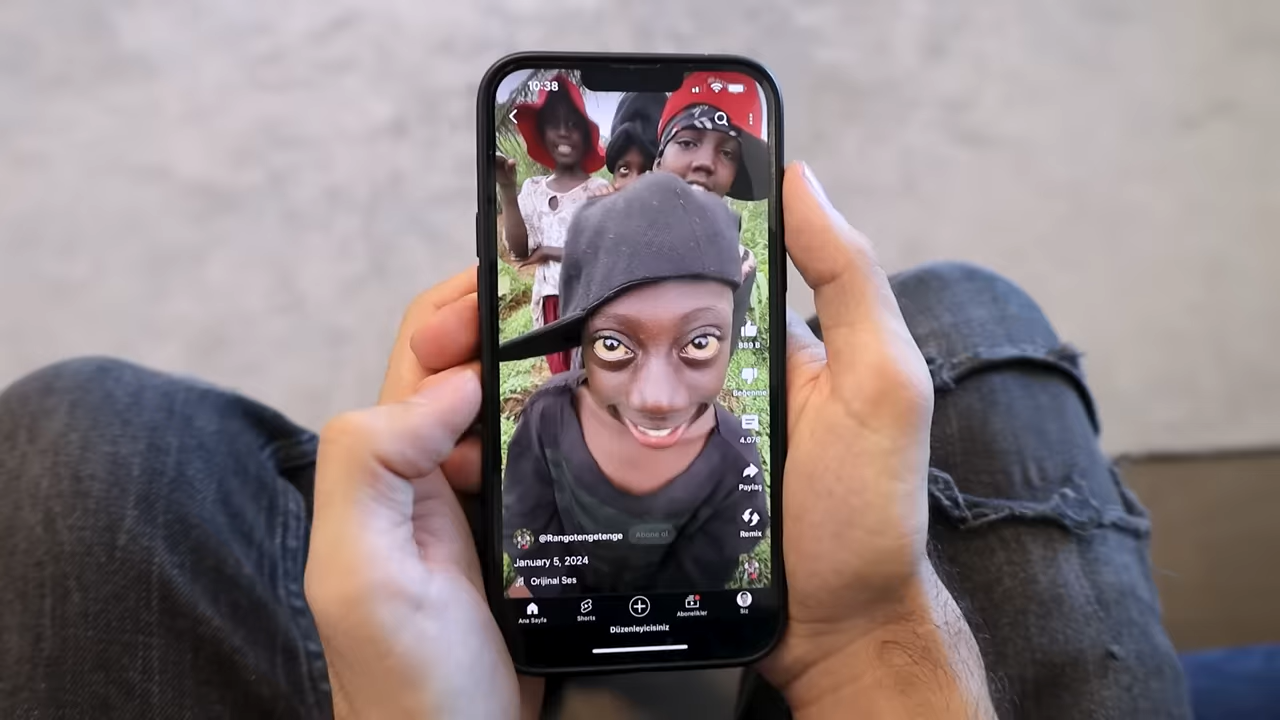 10:38
889 B
Beğenme
4.076
Paylaş
Remix
@Rangotengetenge
Abone ol
January 5, 2024
Orijinal Ses
Ana Sayfa
Shorts
Abonelikler
Siz
Düzenleyicisiniz